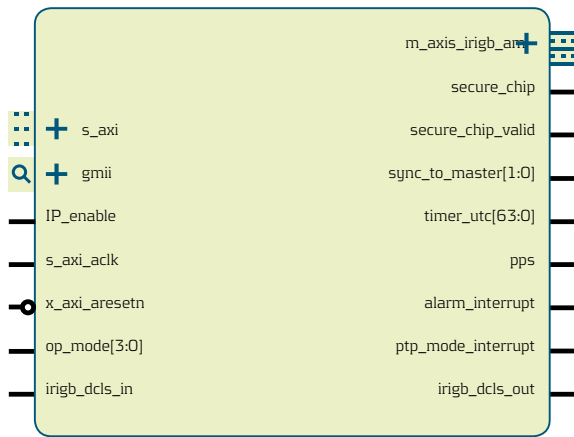 m_axis_irigb_am
secure_chip
s_axi
secure_chip_valid
gmii
sync_to_master[1:0]
IP_enable
timer_utc[63:0]
s_axi_aclk
pps
x_axi_aresetn
alarm_interrupt
op_mode[3:0]
ptp_mode_interrupt
irigb_dcls_in
irigb_dcls_out